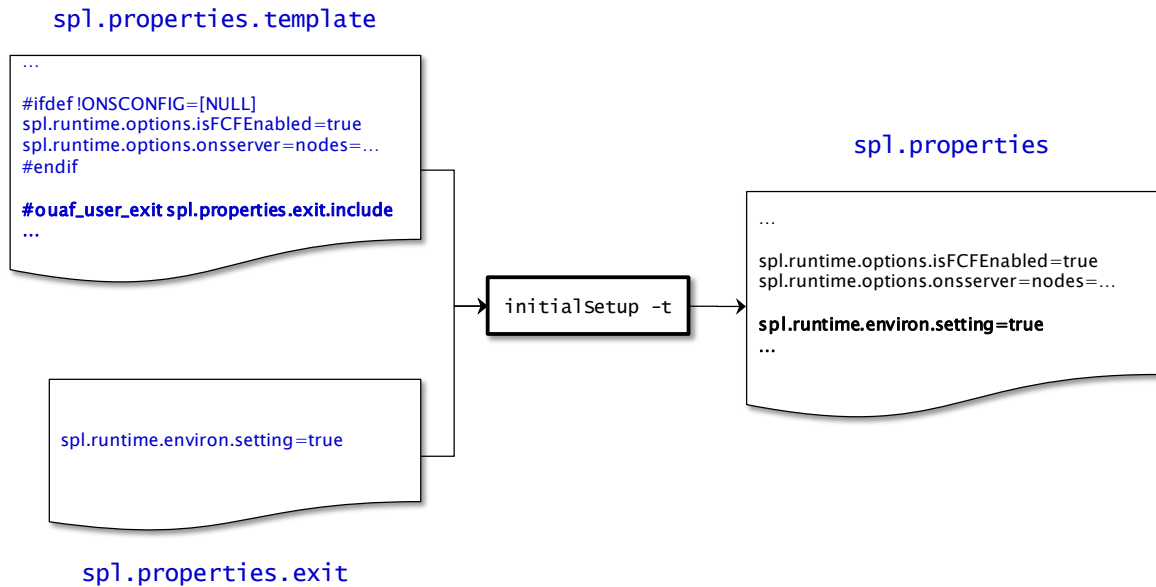 spl.properties.template
...
#ifdef !ONSCONFIG=[NULL]
spl.runtime.options.isFCFEnabled=true
spl.runtime.options.onsserver=nodes=...
#endif
#ouaf_user_exit spl.properties.exit.include
...
spl.runtime.environ.setting=true
spl.properties.exit
initialSetup -t
spl.properties
...
spl.runtime.options.isFCFEnabled=true
spl.runtime.options.onsserver=nodes=...
spl.runtime.environ.setting=true
...